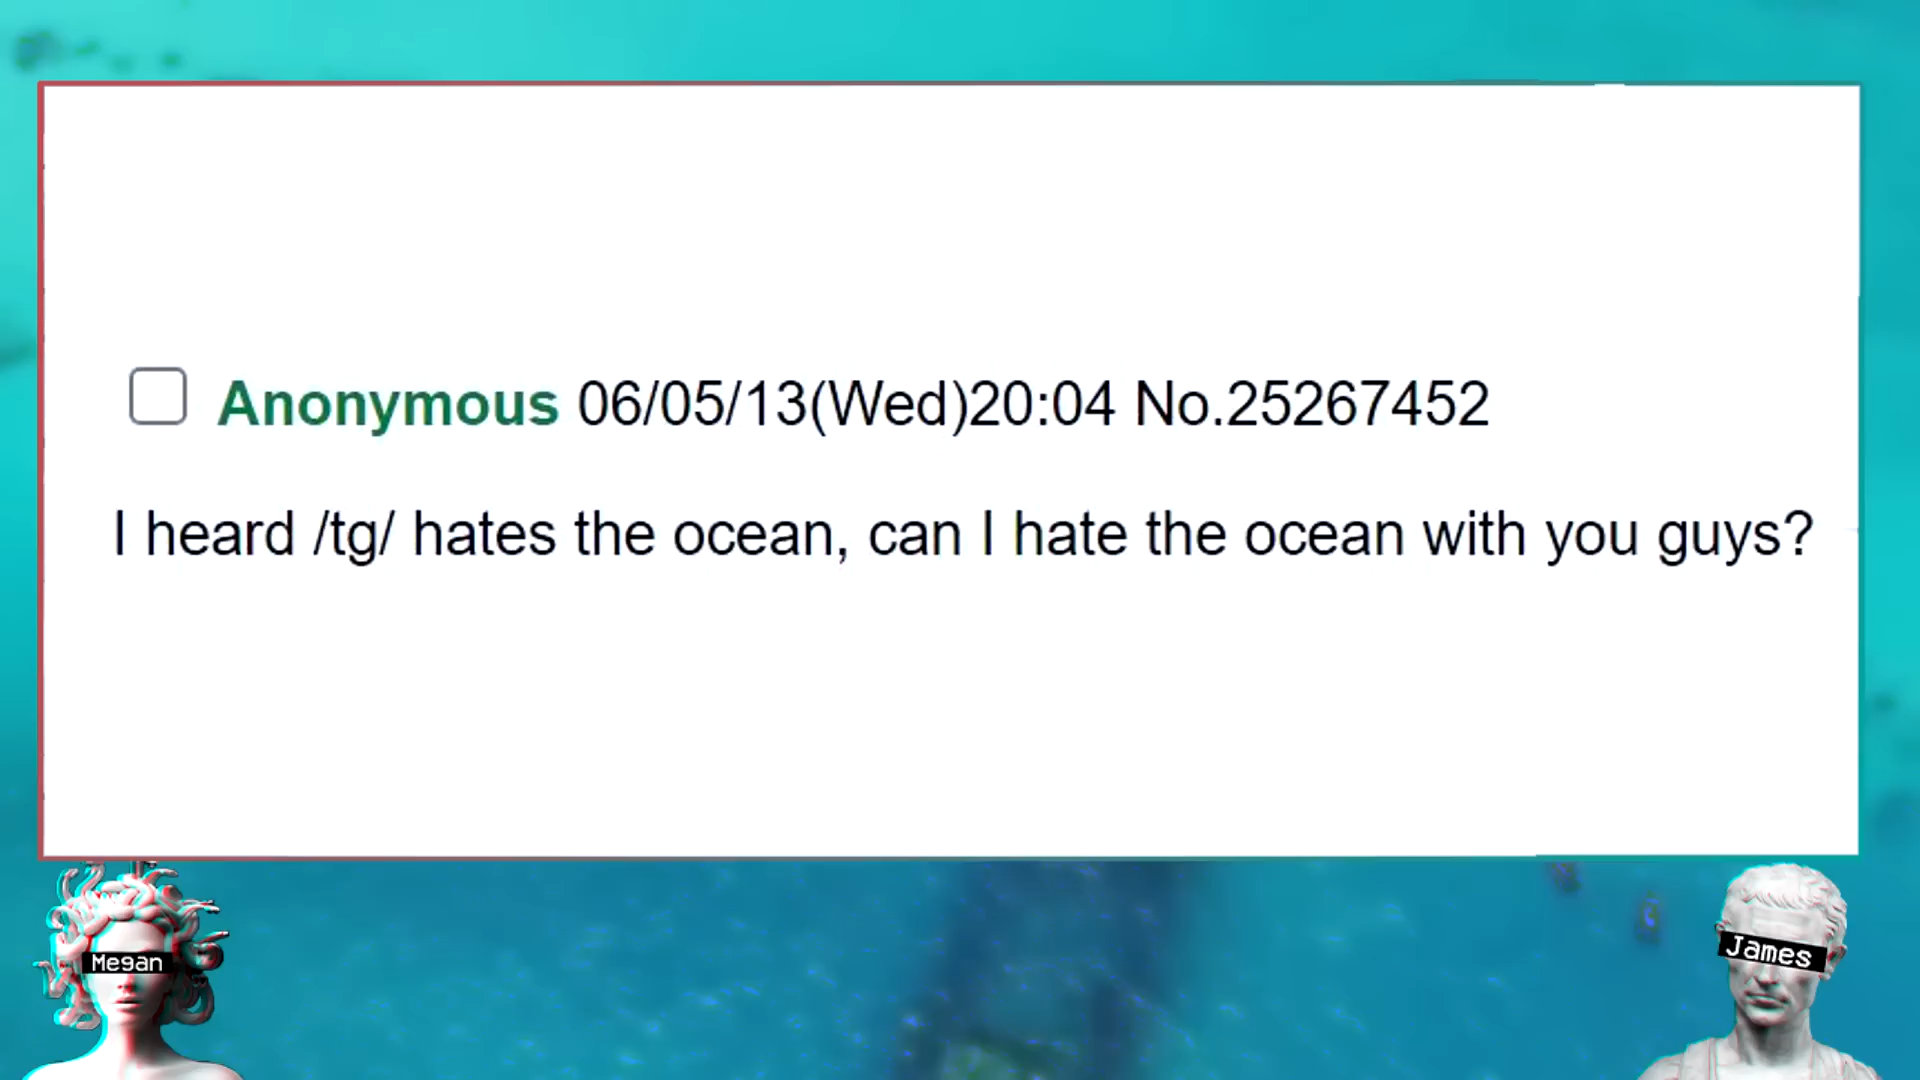 Anonymous 06/05/13(Wed)20:04 No.25267452
I heard /tg/ hates the ocean, can I hate the ocean with you guys?
Megan
James